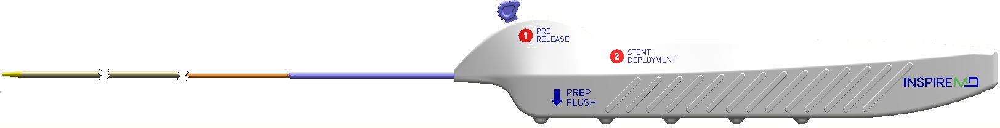 1 PRE
RELEASE
2 STENT
DEPLOYMENT
PREP
FLUSH
INSPIREMD